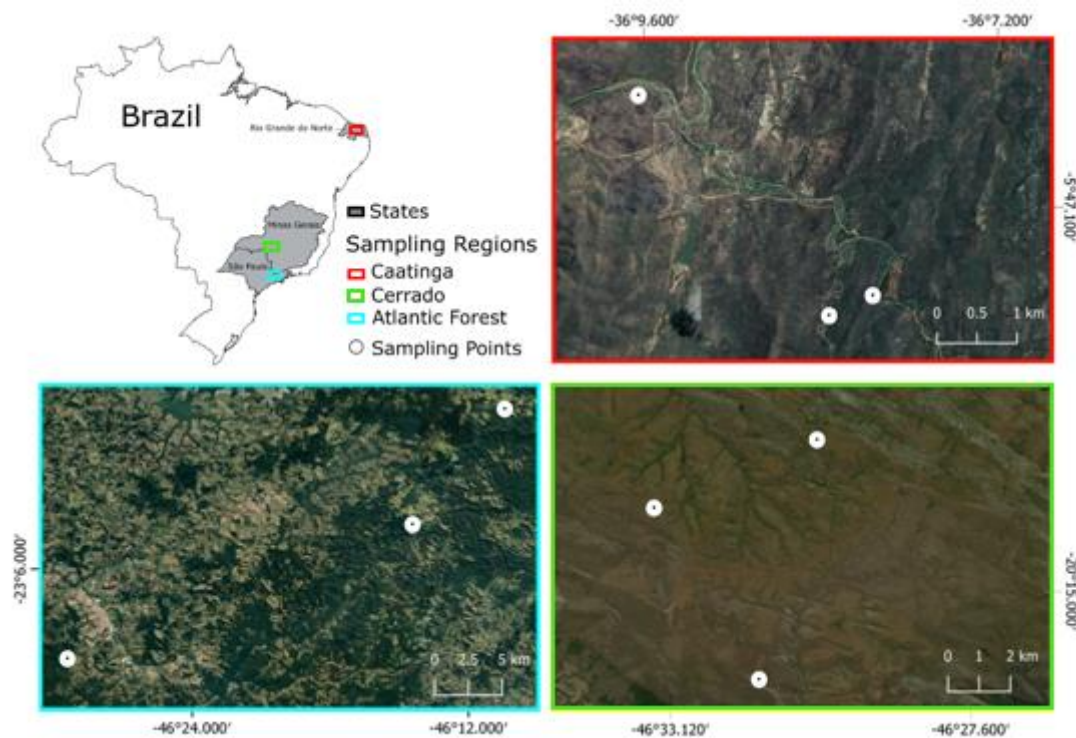 -36°9.600'
-36°7.200'
Brazil
Rio Grande do Norte
-5°47.100'
States
Minas Gerais
Sampling Regions
São Paulo
Caatinga
Cerrado
Atlantic Forest
Sampling Points
0 0.5 1 km
-23°6.000'
-20°15.000'
0 2.5 5 km
0 1 2 km
-46°24.000'
-46°12.000'
-46°33.120'
-46°27.600'